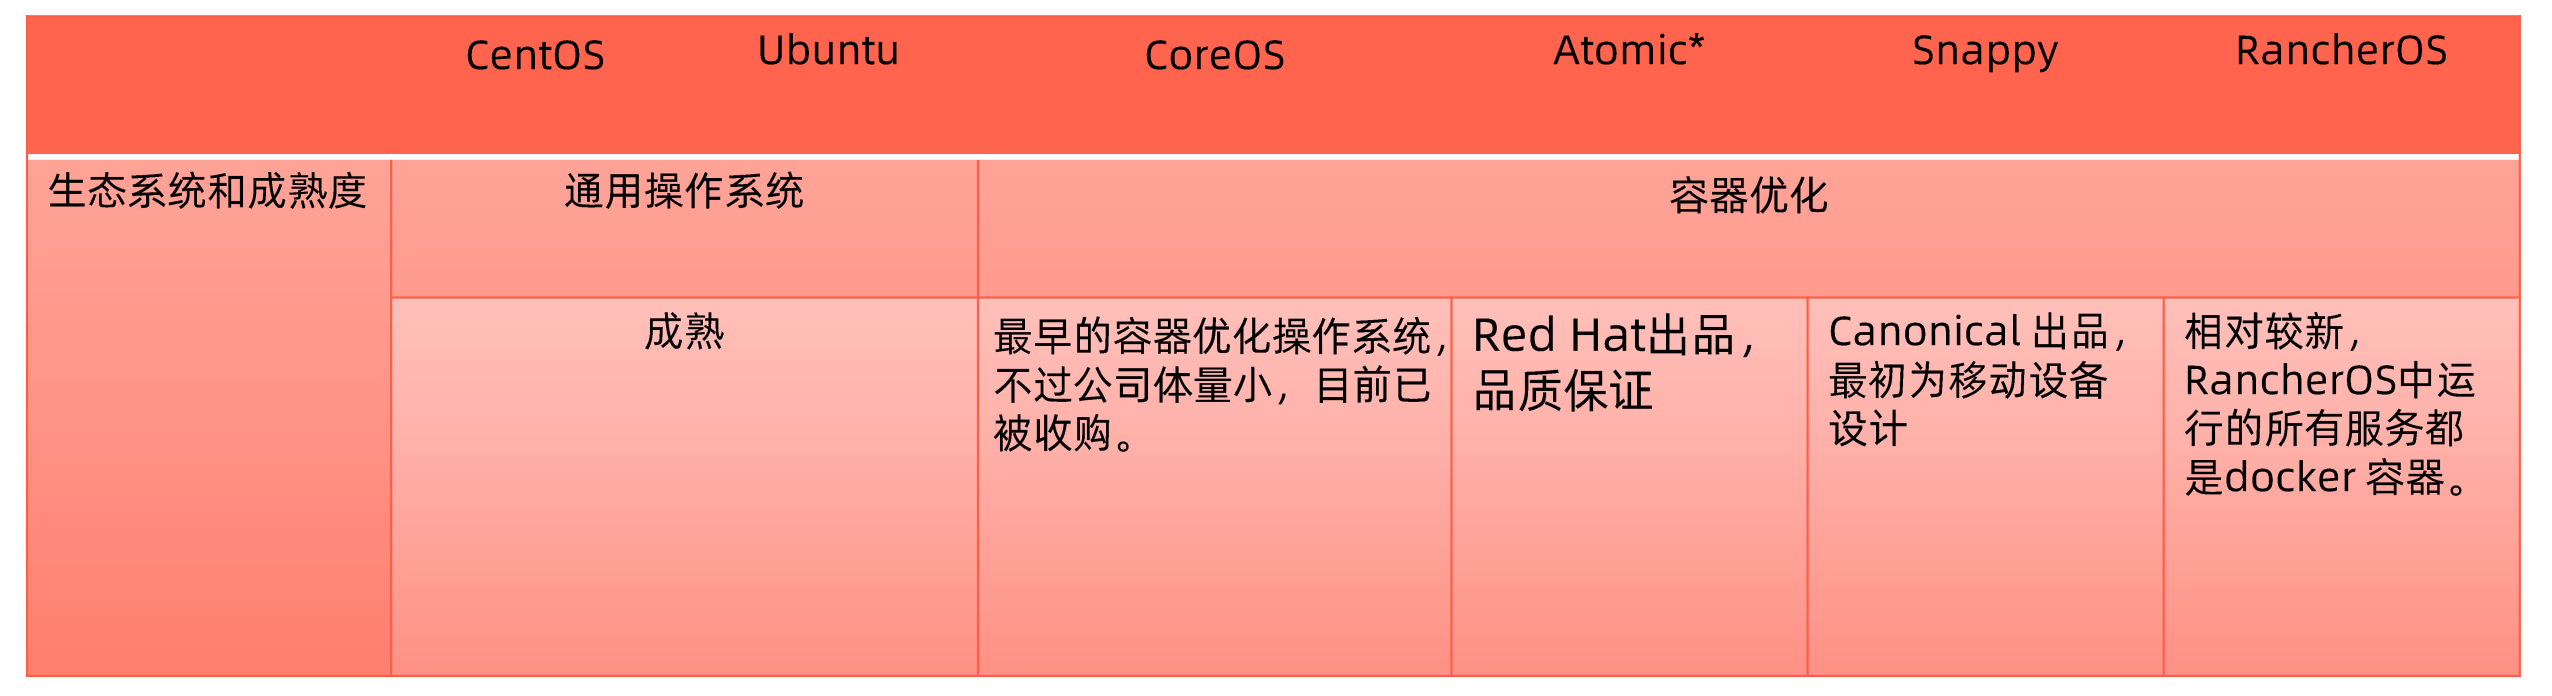 CentOS
Ubuntu
CoreOS
Atomic*
Snappy
RancherOS
生态系统和成熟度
通用操作系统
容器优化
成熟
最早的容器优化操作系统，
不过公司体量小，目前已
被收购。
Red Hat出品，
品质保证
Canonical 出品，
最初为移动设备
设计
相对较新，
RancherOS中运
行的所有服务都
是docker 容器。